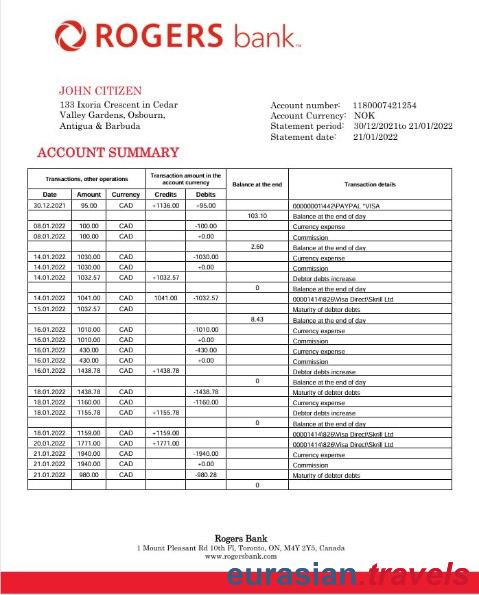 ROGERS bank™
JOHN CITIZEN
133 Ixoria Crescent in Cedar
Valley Gardens, Osbourn,
Antigua & Barbuda
Account number: 1180007421254
Account Currency: NOK
Statement period: 30/12/2021to 21/01/2022
Statement date: 21/01/2022
ACCOUNT SUMMARY
Transactions, other operations
Transaction amount in the account currency
Balance at the end
Transaction details
Date Amount Currency Credits Debits
30.12.2021 95.00 CAD +1136.00 +95.00 00000001\442\PAYPAL *VISA
103.10 Balance at the end of day
08.01.2022 100.00 CAD -100.00 Currency expense
08.01.2022 100.00 CAD +0.00 Commission
2.60 Balance at the end of day
14.01.2022 1030.00 CAD -1030.00 Currency expense
14.01.2022 1030.00 CAD +0.00 Commission
14.01.2022 1032.57 CAD +1032.57 Debtor debts increase
0 Balance at the end of day
14.01.2022 1041.00 CAD 1041.00 -1032.57 00001414\826\Visa Direct\Skrill Ltd
15.01.2022 1032.57 CAD Maturity of debtor debts
8.43 Balance at the end of day
16.01.2022 1010.00 CAD -1010.00 Currency expense
16.01.2022 1010.00 CAD +0.00 Commission
16.01.2022 430.00 CAD -430.00 Currency expense
16.01.2022 430.00 CAD +0.00 Commission
16.01.2022 1438.78 CAD +1438.78 Debtor debts increase
0 Balance at the end of day
18.01.2022 1438.78 CAD -1438.78 Maturity of debtor debts
18.01.2022 1160.00 CAD -1160.00 Currency expense
18.01.2022 1155.78 CAD +1155.78 Debtor debts increase
0 Balance at the end of day
18.01.2022 1159.00 CAD +1159.00 00001414\826\Visa Direct\Skrill Ltd
20.01.2022 1771.00 CAD +1771.00 00001414\826\Visa Direct\Skrill Ltd
21.01.2022 1940.00 CAD -1940.00 Currency expense
21.01.2022 1940.00 CAD +0.00 Commission
21.01.2022 980.00 CAD -980.28 Maturity of debtor debts
0
Rogers Bank
1 Mount Pleasant Rd 10th Fl, Toronto, ON, M4Y 2Y5, Canada
www.rogersbank.com
eurasian.travels